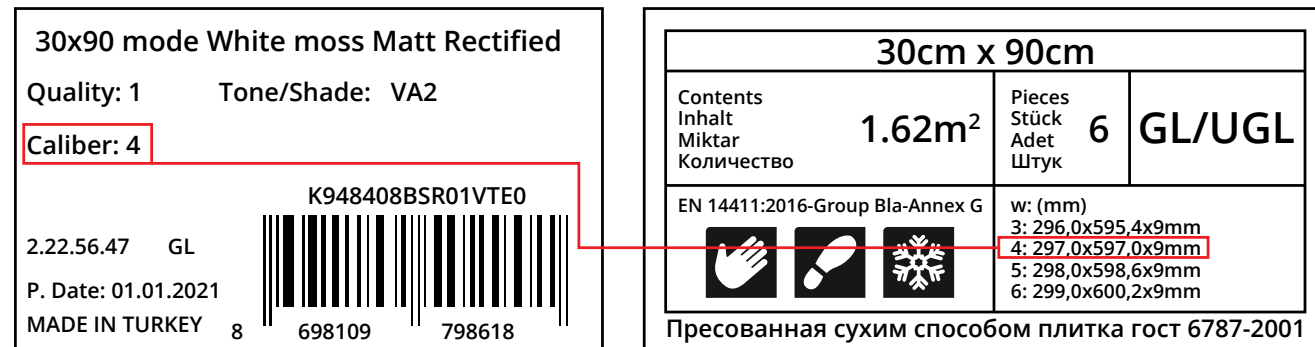 30x90 mode White moss Matt Rectified
Quality: 1 Tone/Shade: VA2
Caliber: 4
K948408BSR01VTE0
2.22.56.47 GL
P. Date: 01.01.2021
MADE IN TURKEY
8 698109 798618
30cm x 90cm
Contents
Inhalt
Miktar
Количество
1.62m²
Pieces
Stück
Adet
Штук
6
GL/UGL
EN 14411:2016-Group Bla-Annex G
w: (mm)
3: 296,0x595,4x9mm
4: 297,0x597,0x9mm
5: 298,0x598,6x9mm
6: 299,0x600,2x9mm
Пресованная сухим способом плитка гост 6787-2001